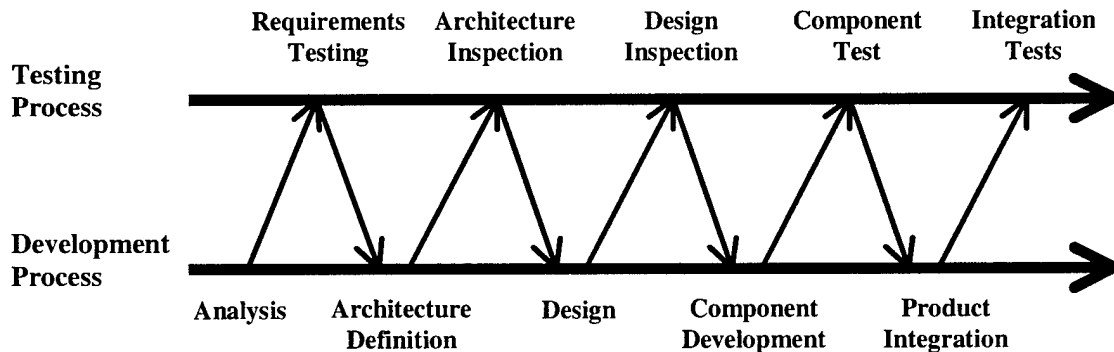 Requirements
Testing
Architecture
Inspection
Design
Inspection
Component
Test
Integration
Tests
Testing
Process
Development
Process
Analysis
Architecture
Definition
Design
Component
Development
Product
Integration